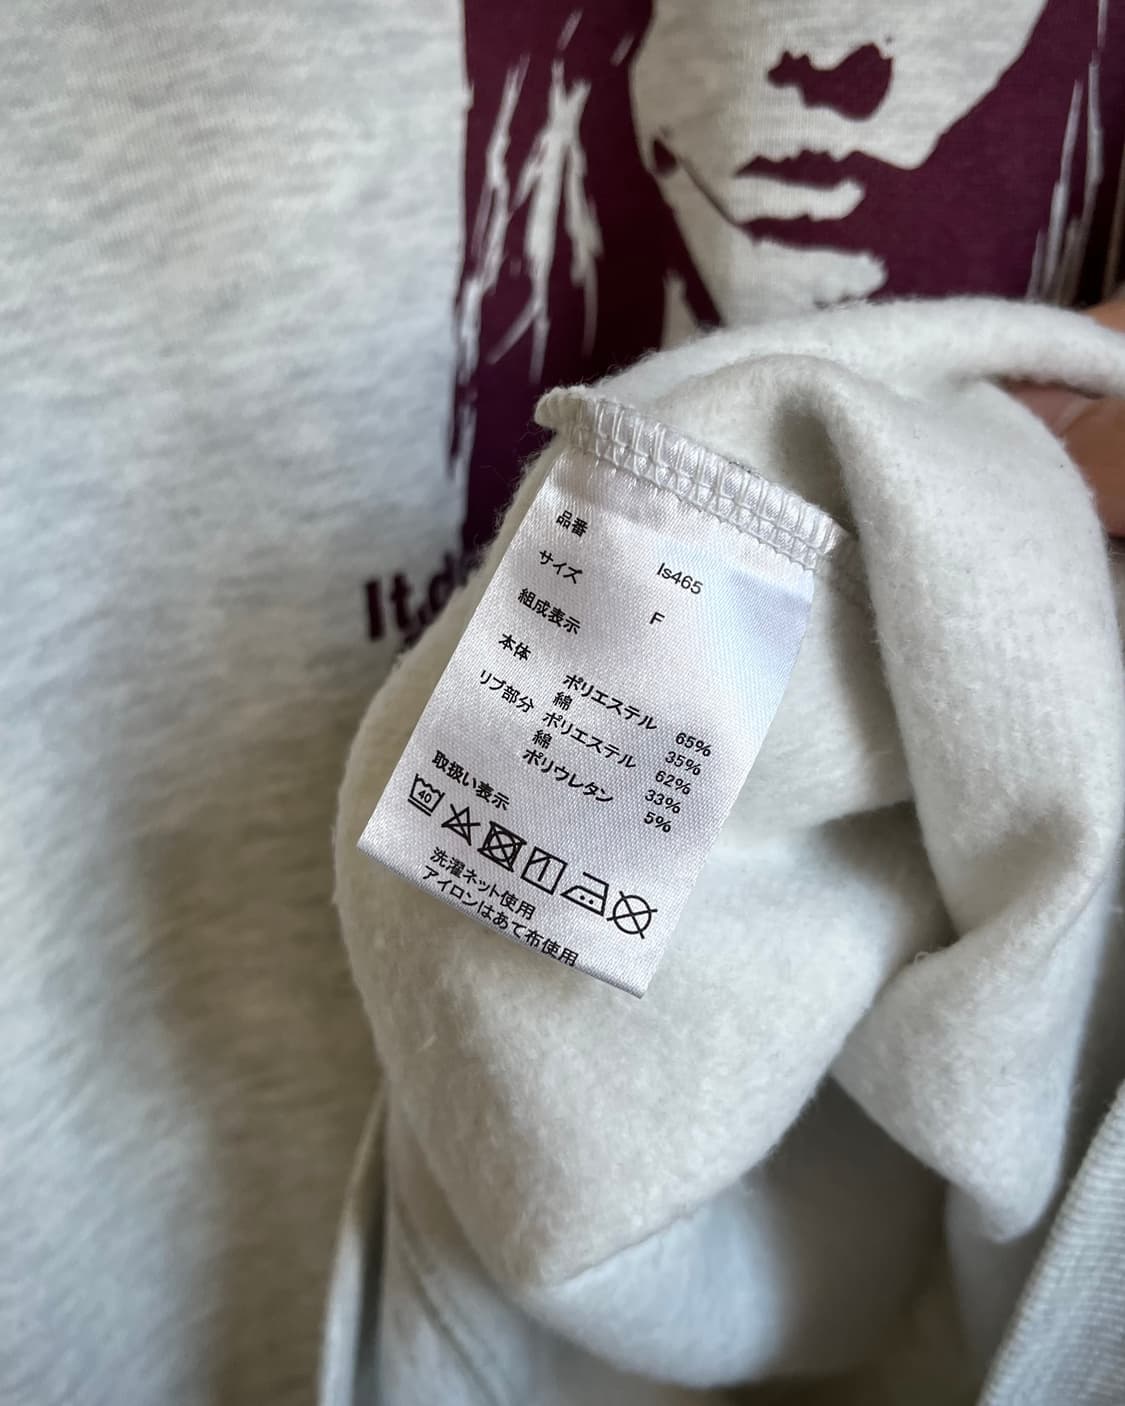 It,d
品番 ls465
サイズ F
組成表示
本体 ポリエステル 65%
綿 35%
リブ部分 ポリエステル 62%
綿 33%
ポリウレタン 5%
取扱い表示
40
洗濯ネット使用
アイロンはあて布使用